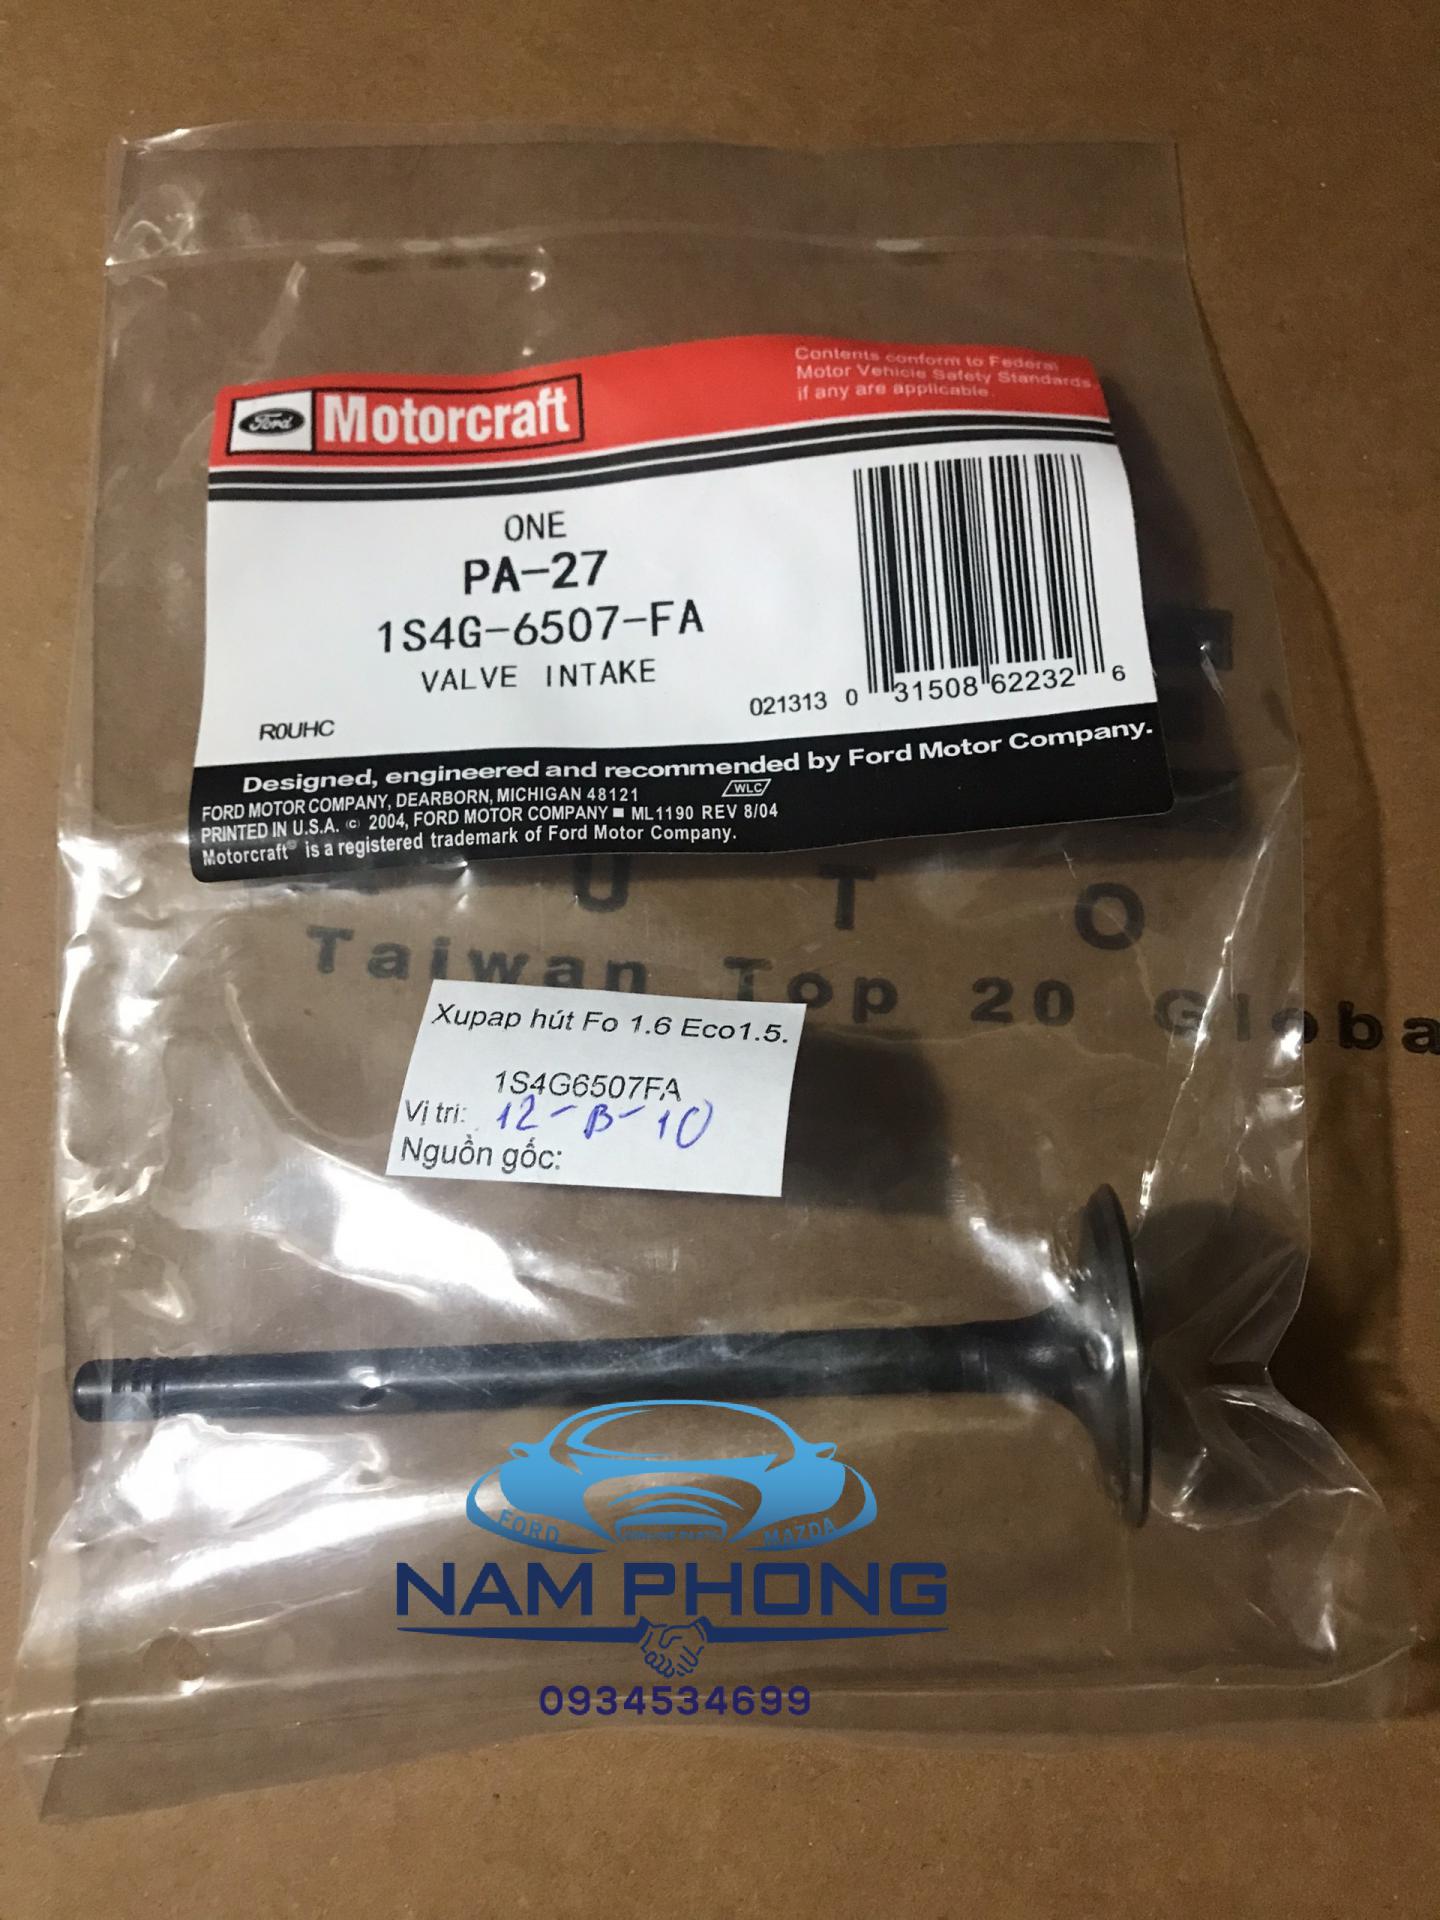 Contents conform to Federal
Motor Vehicle Safety Standards.
if any are applicable.
Ford Motorcraft
ONE
PA-27
1S4G-6507-FA
VALVE INTAKE
R0UHC
021313 0 31508 62232 6
Designed, engineered and recommended by Ford Motor Company.
FORD MOTOR COMPANY, DEARBORN, MICHIGAN 48121 WLC
PRINTED IN U.S.A. © 2004, FORD MOTOR COMPANY ■ ML1190 REV 8/04
Motorcraft® is a registered trademark of Ford Motor Company.
U T O
Taiwan Top 20 Globa
Xupap hút Fo 1.6 Eco1.5.
1S4G6507FA
Vị trí: 12-B-10
Nguồn gốc:
FORD GENUINE PARTS MAZDA
NAM PHONG
0934534699